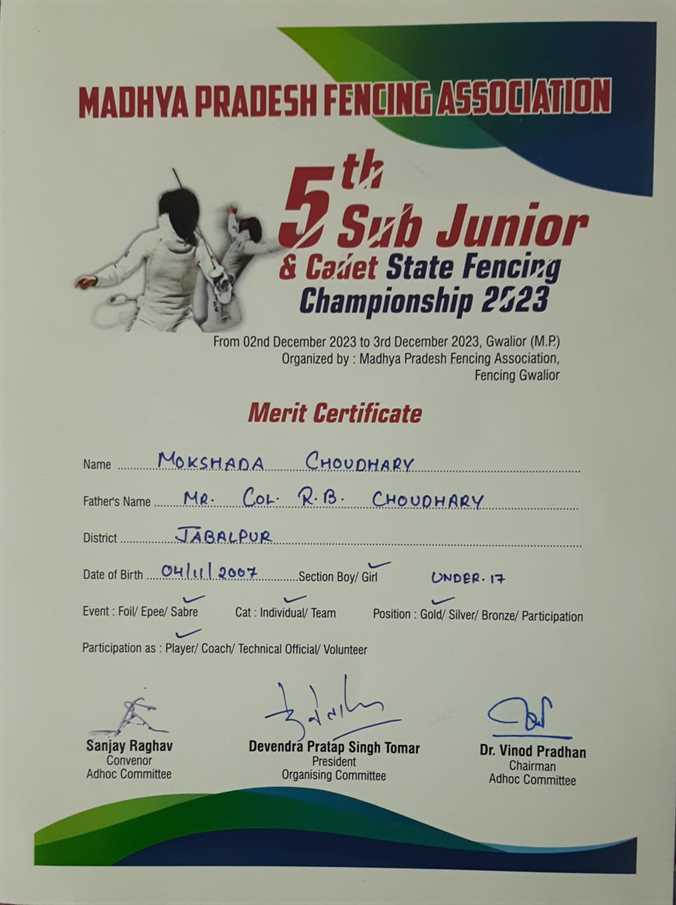 MADHYA PRADESH FENCING ASSOCIATION
5th
Sub Junior
& Cadet State Fencing
Championship 2023
From 02nd December 2023 to 3rd December 2023, Gwalior (M.P.)
Organized by : Madhya Pradesh Fencing Association,
Fencing Gwalior
Merit Certificate
Name MOKSHADA CHOUDHARY
Father's Name MR. COL. R.B. CHOUDHARY
District JABALPUR
Date of Birth 04/11/2007 Section Boy/ Girl UNDER-17
Event : Foil/ Epee/ Sabre Cat : Individual/ Team Position : Gold/ Silver/ Bronze/ Participation
Participation as : Player/ Coach/ Technical Official/ Volunteer
Sanjay Raghav Devendra Pratap Singh Tomar Dr. Vinod Pradhan
Convenor President Chairman
Adhoc Committee Organising Committee Adhoc Committee